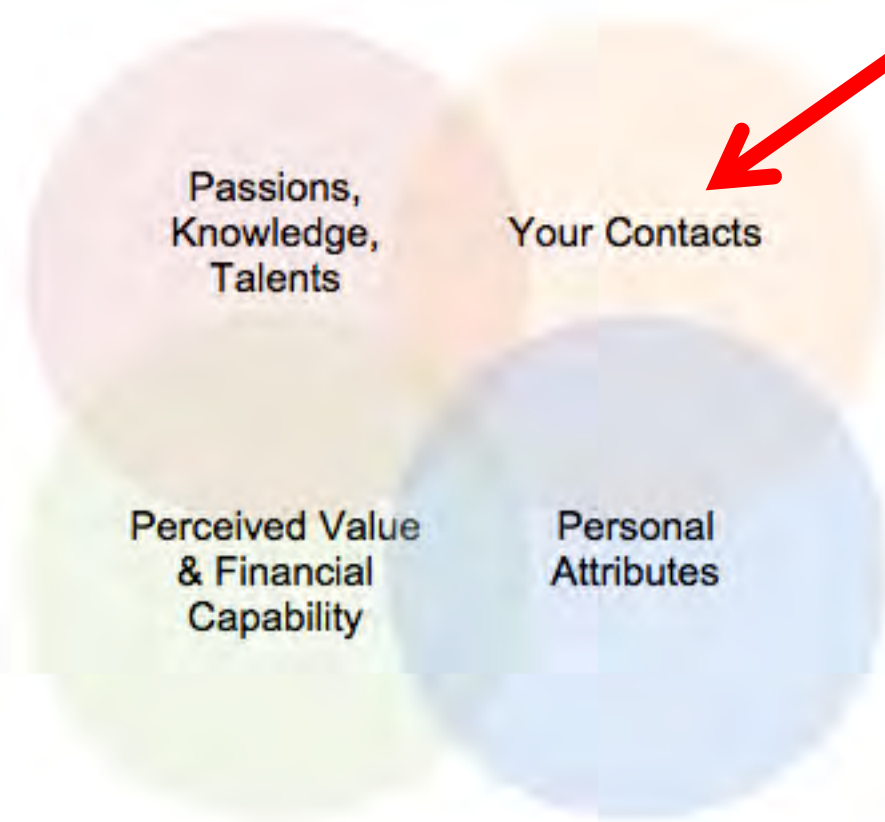 Passions,
Knowledge,
Talents
Your Contacts
Perceived Value
& Financial
Capability
Personal
Attributes